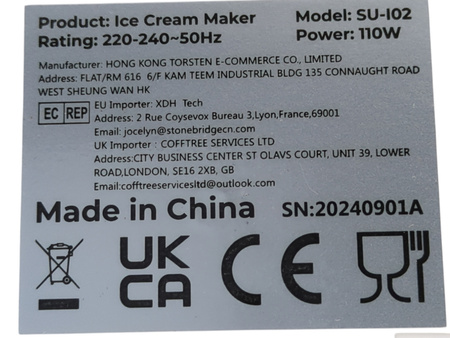 Product: Ice Cream Maker Model: SU-I02
Rating: 220-240~50Hz Power: 110W
Manufacturer: HONG KONG TORSTEN E-COMMERCE CO., LIMITED
Address: FLAT/RM 616 6/F KAM TEEM INDUSTRIAL BLDG 135 CONNAUGHT ROAD
WEST SHEUNG WAN HK
EC REP EU Importer: XDH Tech
Address: 2 Rue Coysevox Bureau 3,Lyon,France,69001
Email: jocelyn@stonebridgecn.com
UK Importer : COFFTREE SERVICES LTD
Address:CITY BUSINESS CENTER ST OLAVS COURT, UNIT 39, LOWER
ROAD,LONDON, SE16 2XB, GB
Email:cofftreeservicesltd@outlook.com
Made in China SN:20240901A
UK
CA CE